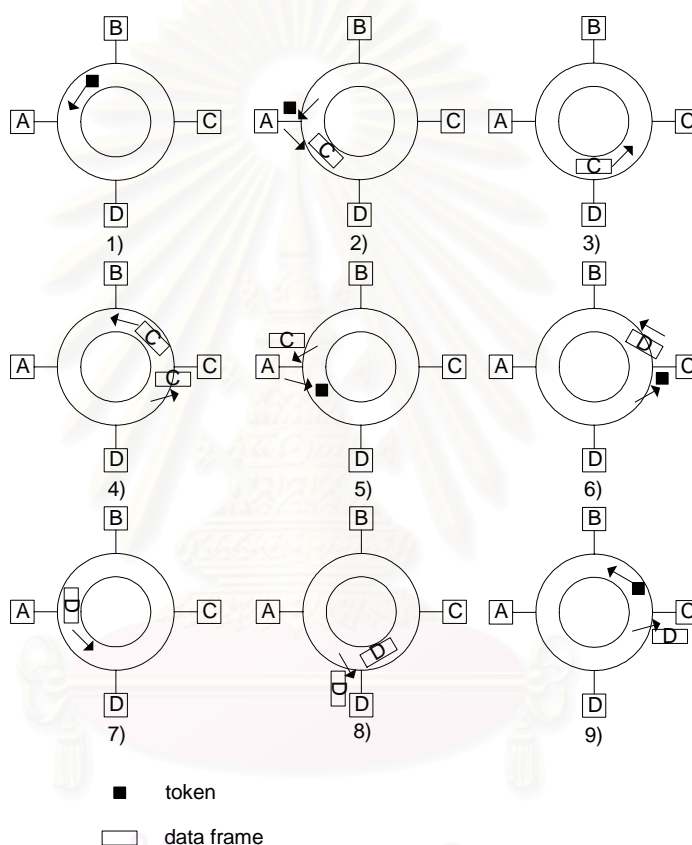 B B B
A C A C A C
C C
D D D
1) 2) 3)
B B B
C C D
A C C A C A C
D D D
4) 5) 6)
B B B
A D C A C A C
D D
D D D D
7) 8) 9)
token
data frame